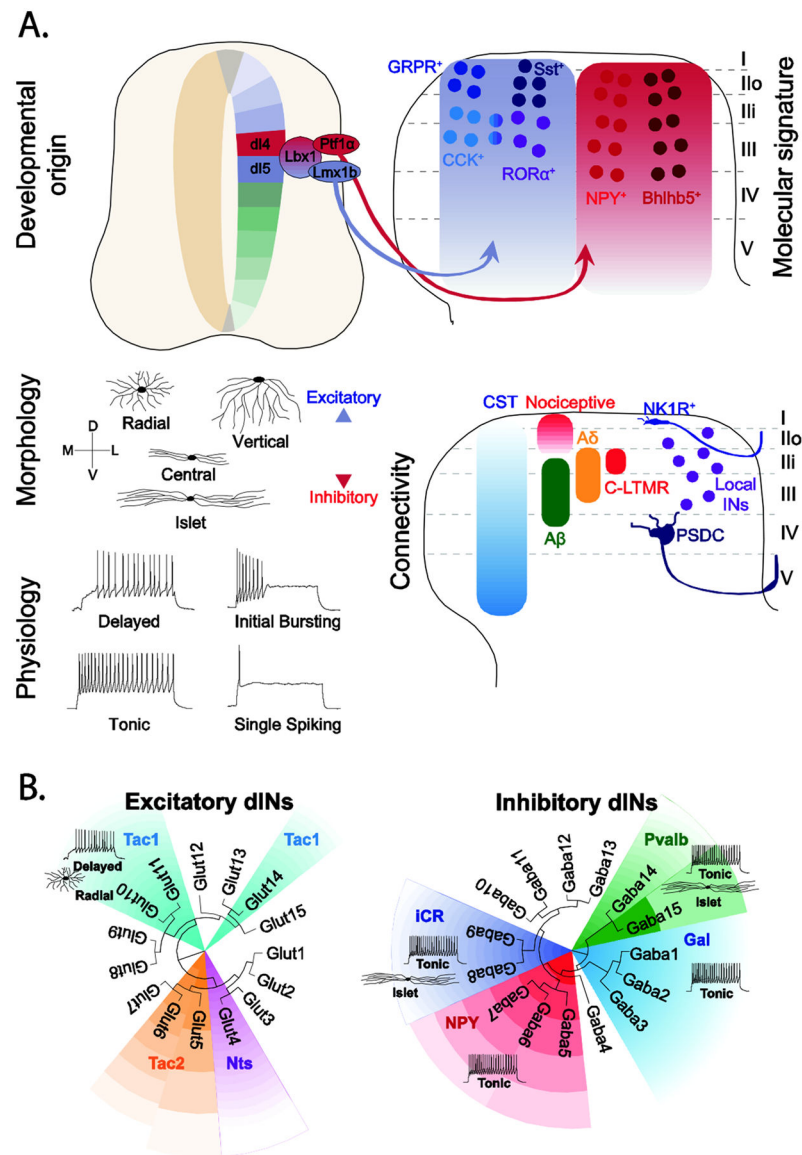 A.
Developmental
origin
dI4
dI5
Lbx1
Ptf1α
Lmx1b
GRPR⁺
Sst⁺
CCK⁺
RORα⁺
NPY⁺
Bhlhb5⁺
I
IIo
IIi
III
IV
V
Molecular signature
Morphology
Radial
Vertical
D
M
L
V
Central
Islet
Excitatory
Inhibitory
Physiology
Delayed
Initial Bursting
Tonic
Single Spiking
Connectivity
CST
Nociceptive
Aδ
C-LTMR
Aβ
NK1R⁺
Local
INs
PSDC
I
IIo
IIi
III
IV
V
B.
Excitatory dINs
Tac1
Delayed
Radial
Tac1
Glut12
Glut13
Glut14
Glut15
Glut1
Glut2
Glut3
Glut4
Glut5
Glut6
Glut7
Glut8
Glut9
Glut10
Glut11
Tac2
Nts
Inhibitory dINs
Pvalb
Tonic
Islet
Gaba12
Gaba13
Gaba14
Gaba15
Gaba1
Gaba2
Gaba3
Gaba4
Gaba5
Gaba6
Gaba7
Gaba8
Gaba9
Gaba10
Gaba11
iCR
Tonic
Islet
Gal
Tonic
NPY
Tonic